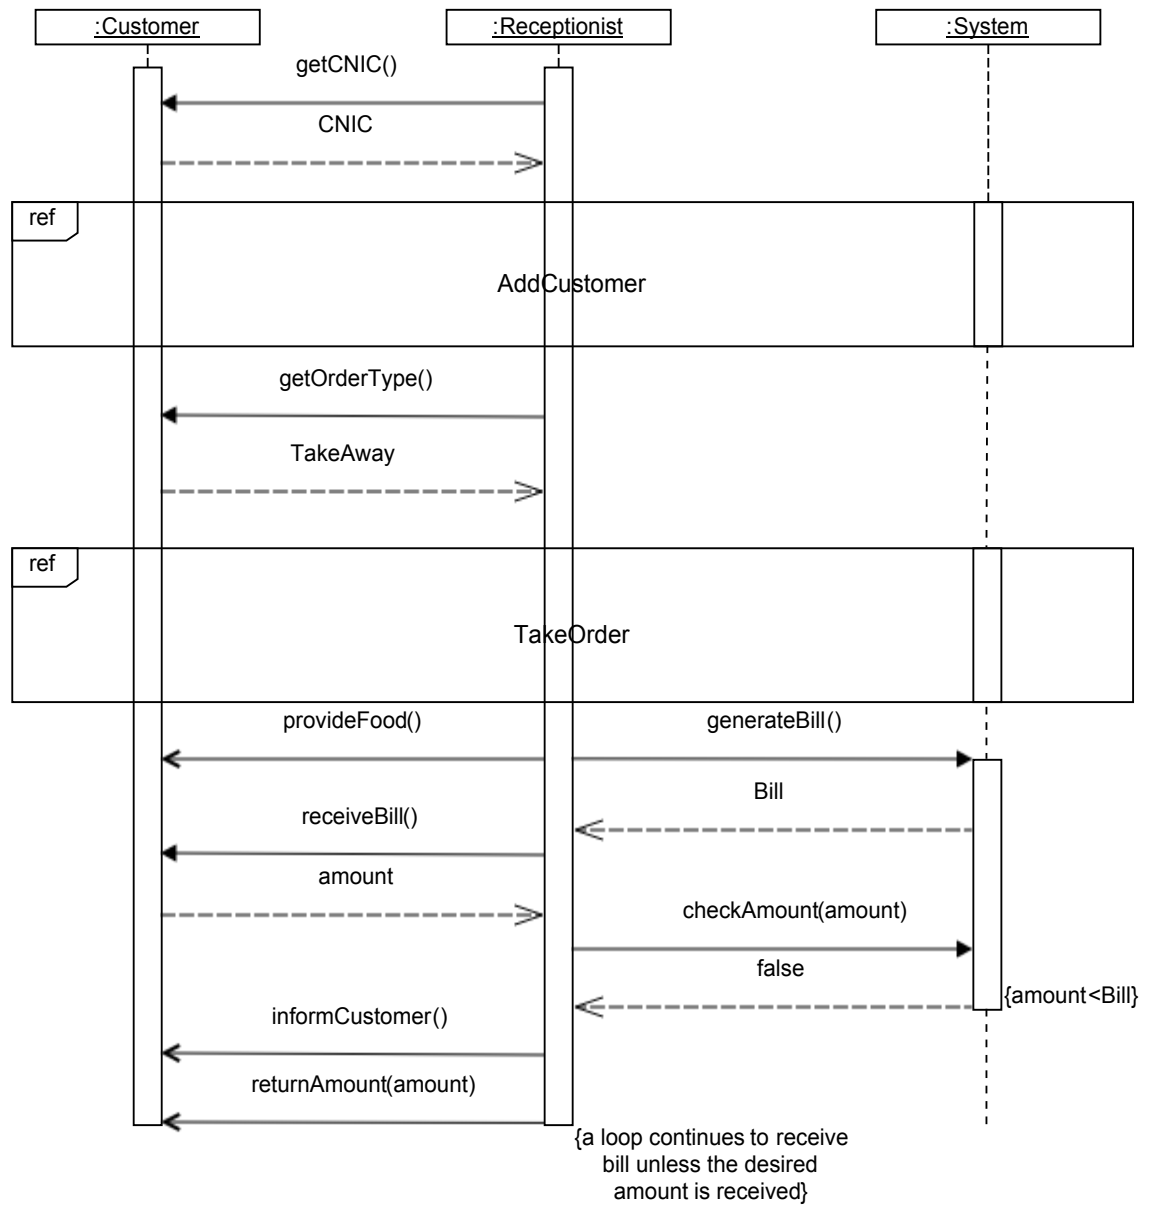 :Customer
:Receptionist
:System
getCNIC()
CNIC
ref
AddCustomer
getOrderType()
TakeAway
ref
TakeOrder
provideFood()
generateBill()
Bill
receiveBill()
amount
checkAmount(amount)
false
{amount<Bill}
informCustomer()
returnAmount(amount)
{a loop continues to receive
bill unless the desired
amount is received}